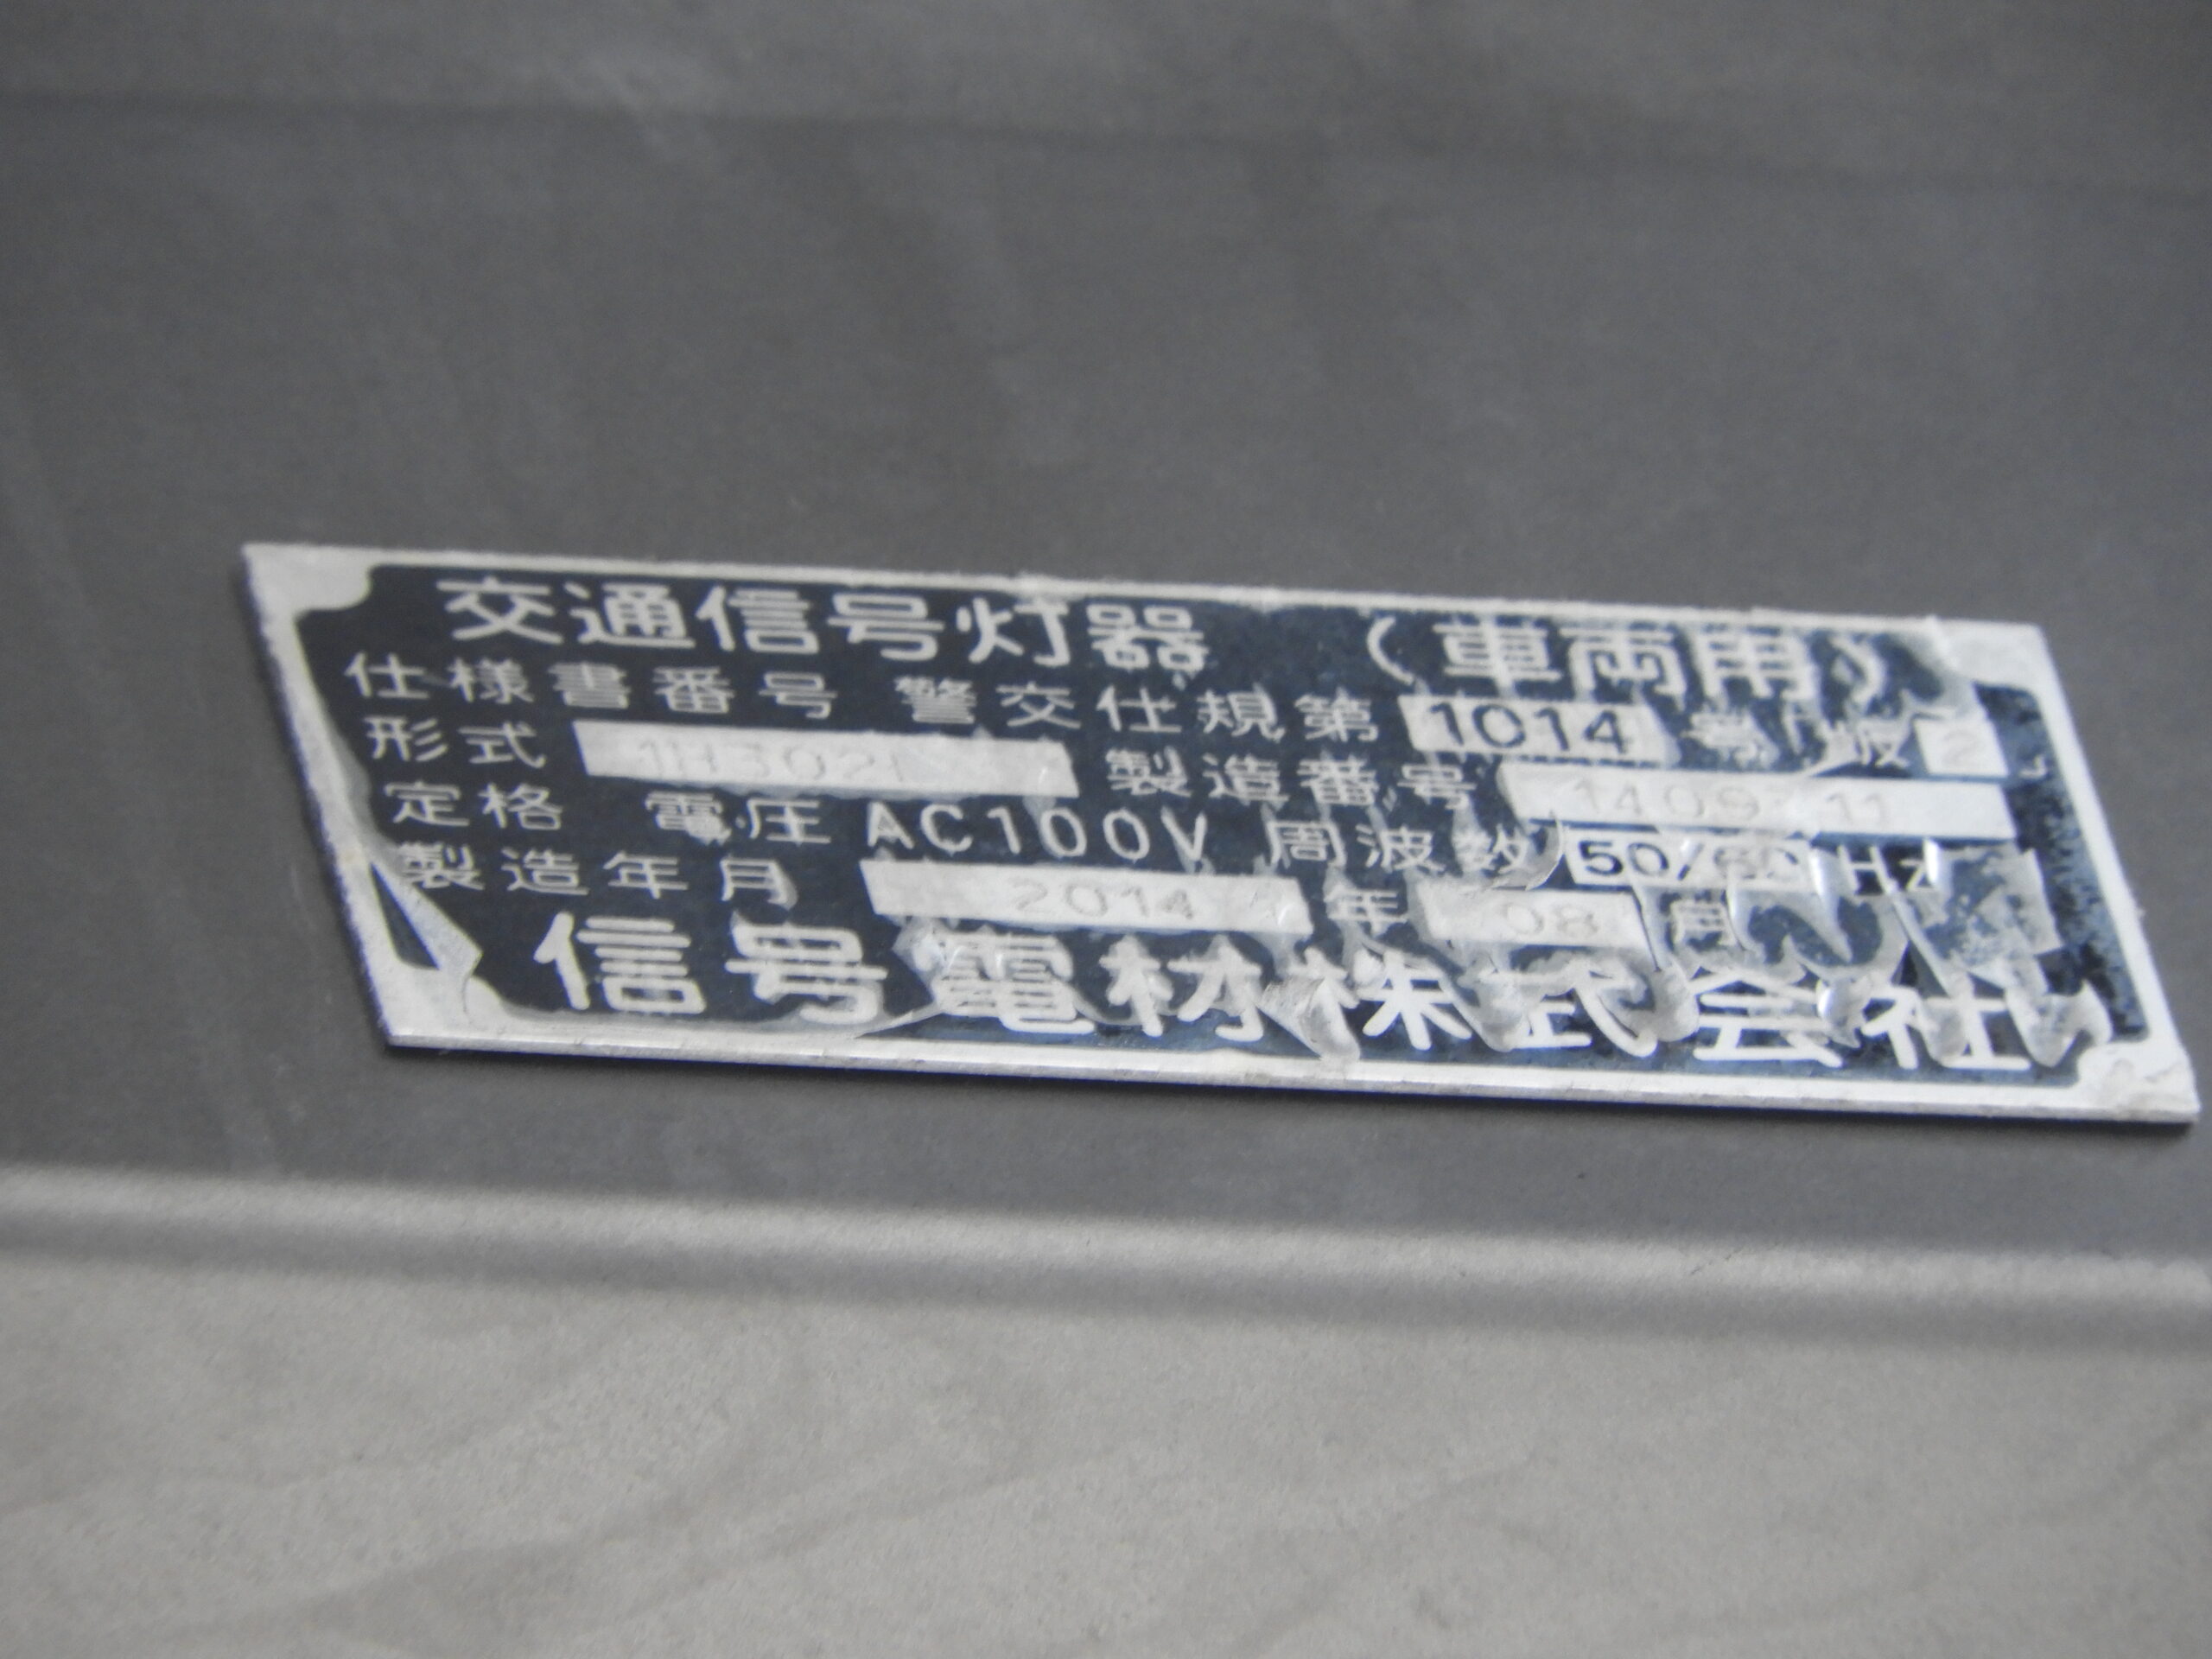 交通信号灯器 （車両用）
仕様書番号 警交仕規第 1014 号 版 2
形式 1H302 製造番号
定格 電圧 AC100V 周波数 50/60 Hz
製造年月 2014 年 08 月
信号電材株式会社